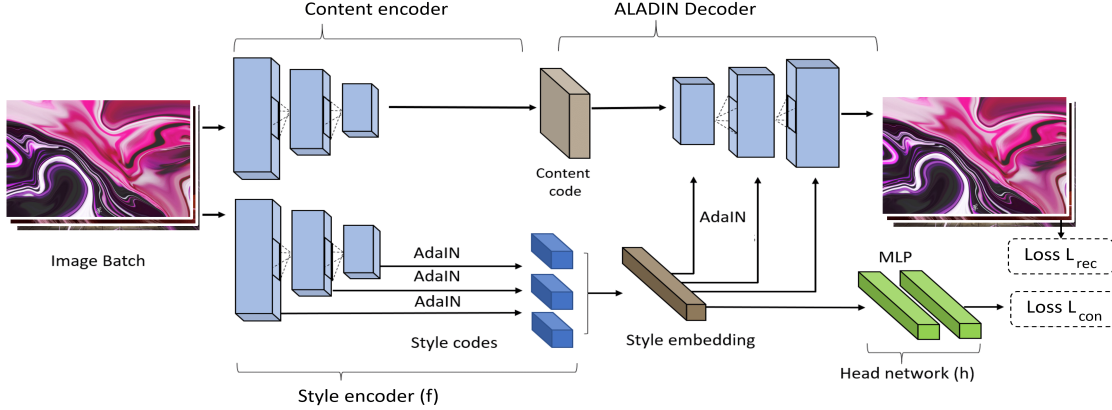 Content encoder
ALADIN Decoder
Content
code
AdaIN
Image Batch
AdaIN
AdaIN
AdaIN
Style codes
Style embedding
MLP
Loss L_rec
Loss L_con
Head network (h)
Style encoder (f)